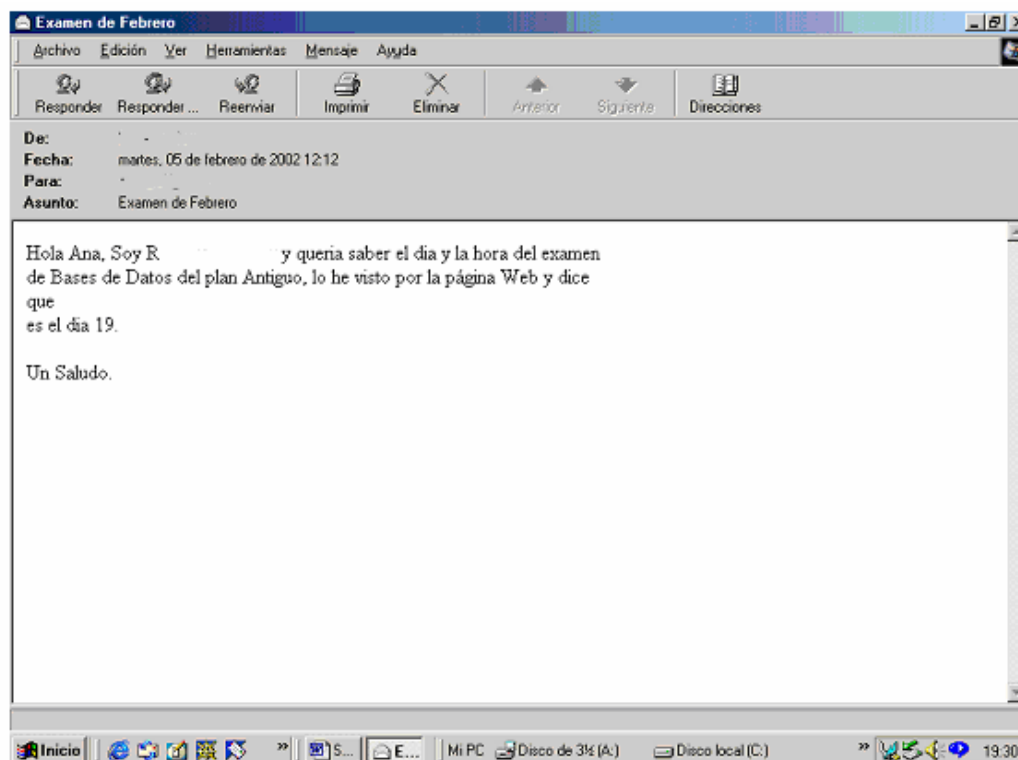 Examen de Febrero
Archivo Edición Ver Herramientas Mensaje Ayuda
Responder Responder ... Reenviar Imprimir Eliminar Anterior Siguiente Direcciones
De:
Fecha: martes, 05 de febrero de 2002 12:12
Para:
Asunto: Examen de Febrero
Hola Ana, Soy R y queria saber el dia y la hora del examen
de Bases de Datos del plan Antiguo, lo he visto por la página Web y dice
que
es el dia 19.
Un Saludo.
Inicio » S... E... Mi PC Disco de 3½ (A:) Disco local (C:) » 19:30